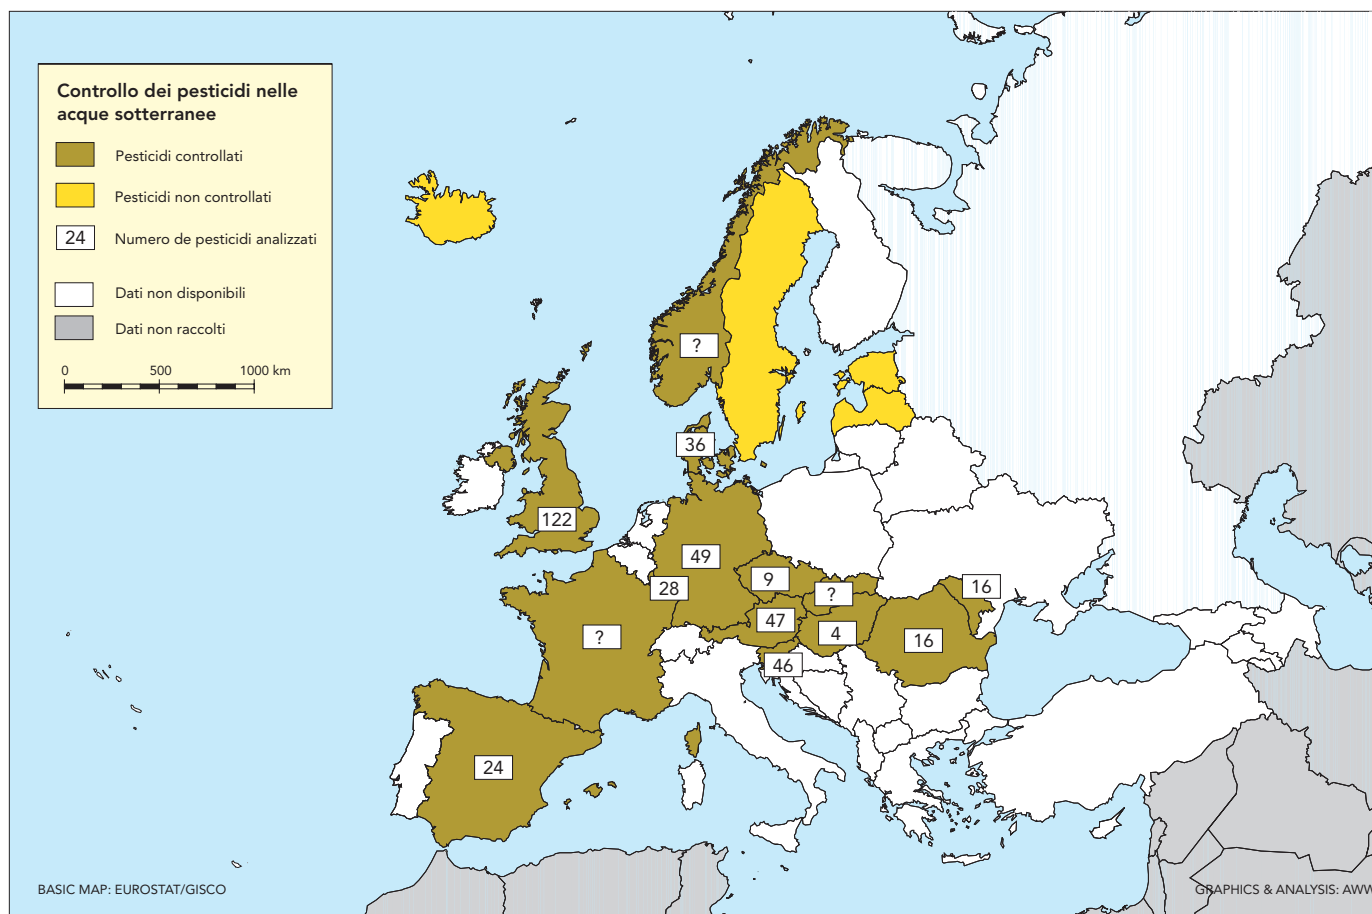 Controllo dei pesticidi nelle
acque sotterranee
Pesticidi controllati
Pesticidi non controllati
24 Numero de pesticidi analizzati
Dati non disponibili
Dati non raccolti
0 500 1000 km
?
36
122
49
9
16
28
?
47
4
?
16
46
24
BASIC MAP: EUROSTAT/GISCO
GRAPHICS & ANALYSIS: AWW